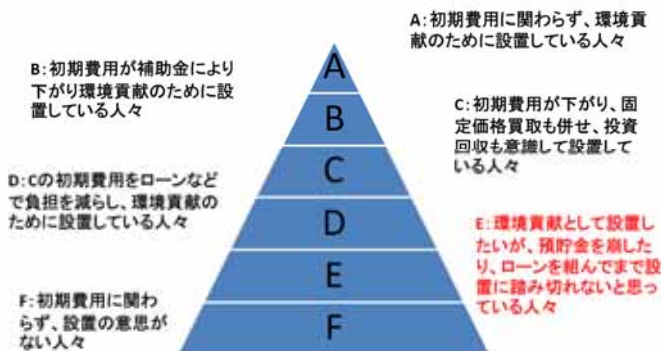 A:初期費用に関わらず、環境貢
献のために設置している人々
B:初期費用が補助金により
下がり環境貢献のために設
置している人々
C:初期費用が下がり、固
定価格買取も併せ、投資
回収も意識して設置して
いる人々
D:Cの初期費用をローンなど
で負担を減らし、環境貢献の
ために設置している人々
E:環境貢献として設置し
たいが、預貯金を崩した
り、ローンを組んでまで設
置に踏み切れないと思っ
ている人々
F:初期費用に関わ
らず、設置の意思が
ない人々
A
B
C
D
E
F